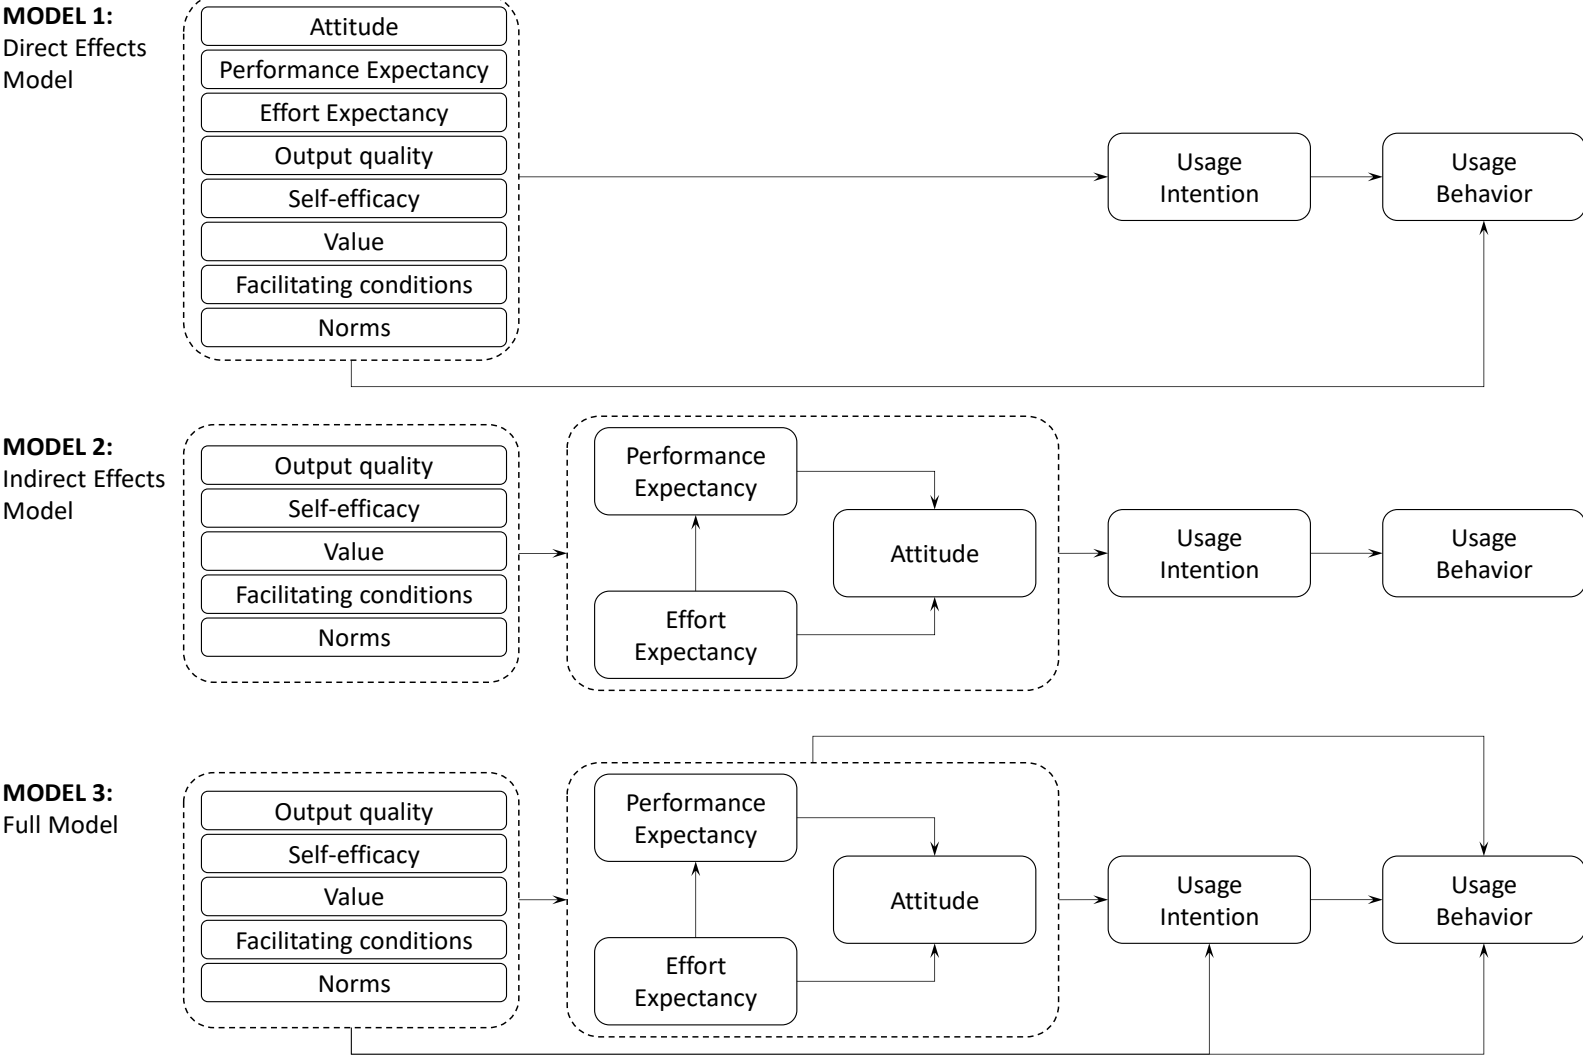 MODEL 1:
Direct Effects
Model
Attitude
Performance Expectancy
Effort Expectancy
Output quality
Self-efficacy
Value
Facilitating conditions
Norms
Usage
Intention
Usage
Behavior
MODEL 2:
Indirect Effects
Model
Output quality
Self-efficacy
Value
Facilitating conditions
Norms
Performance
Expectancy
Effort
Expectancy
Attitude
Usage
Intention
Usage
Behavior
MODEL 3:
Full Model
Output quality
Self-efficacy
Value
Facilitating conditions
Norms
Performance
Expectancy
Effort
Expectancy
Attitude
Usage
Intention
Usage
Behavior